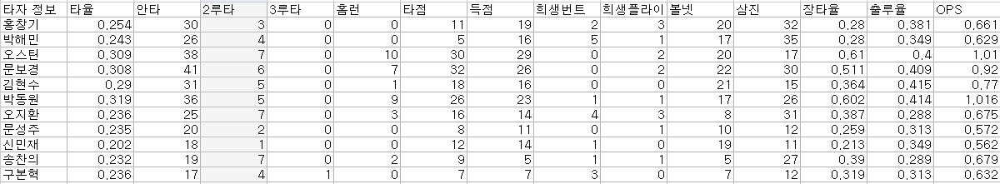 타자 정보 타율 안타 2루타 3루타 홈런 타점 득점 희생번트 희생플라이 볼넷 삼진 장타율 출루율 OPS
홍창기 0.254 30 3 0 0 11 19 2 3 20 32 0.28 0.381 0.661
박해민 0.243 26 4 0 0 5 16 5 1 17 35 0.28 0.349 0.629
오스틴 0.309 38 7 0 10 30 29 0 2 20 17 0.61 0.4 1.01
문보경 0.308 41 6 0 7 32 26 0 2 22 30 0.511 0.409 0.92
김현수 0.29 31 5 0 1 18 16 0 0 21 15 0.364 0.415 0.77
박동원 0.319 36 5 0 9 26 23 1 1 17 26 0.602 0.414 1.016
오지환 0.236 25 7 0 3 16 14 4 3 8 31 0.387 0.288 0.675
문성주 0.235 20 2 0 0 8 11 0 1 10 12 0.259 0.313 0.572
신민재 0.202 18 1 0 0 12 14 1 0 19 11 0.213 0.349 0.562
송찬의 0.232 19 7 0 2 9 5 1 1 5 27 0.39 0.289 0.679
구본혁 0.236 17 4 1 0 7 7 3 0 7 12 0.319 0.313 0.632